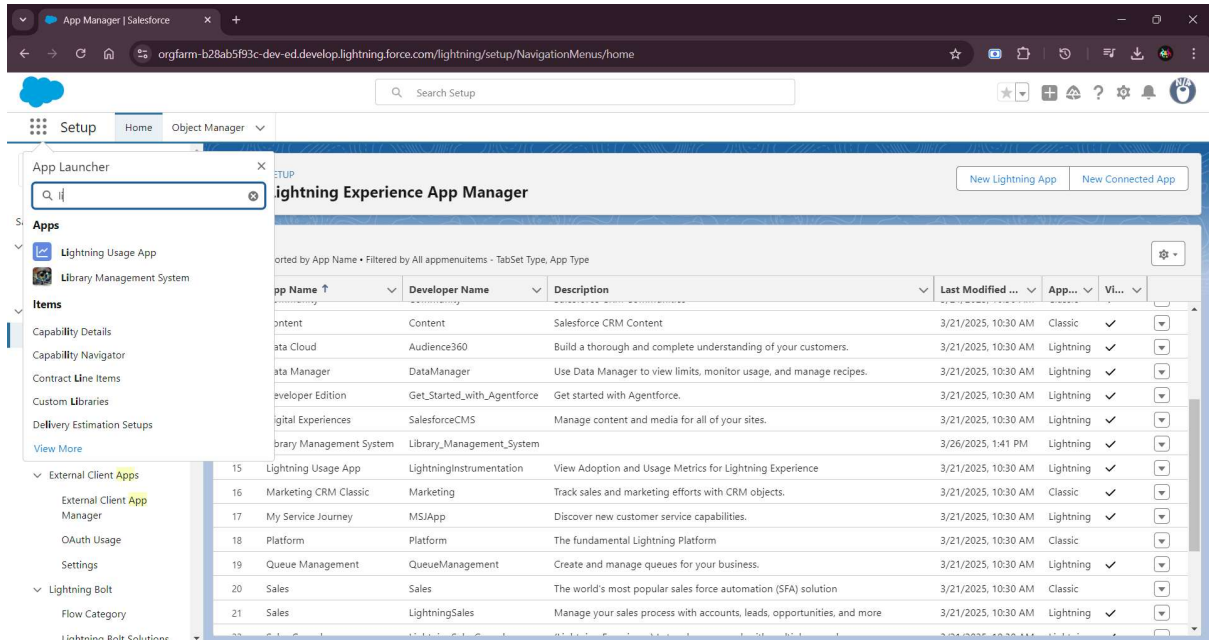 App Manager | Salesforce
orgfarm-b28ab5f93c-dev-ed.develop.lightning.force.com/lightning/setup/NavigationMenus/home
Search Setup
Setup Home Object Manager
App Launcher
li
Apps
Lightning Usage App
Library Management System
Items
Capability Details
Capability Navigator
Contract Line Items
Custom Libraries
Delivery Estimation Setups
View More
External Client Apps
External Client App
Manager
OAuth Usage
Settings
Lightning Bolt
Flow Category
Lightning Bolt Solutions
ETUP
ightning Experience App Manager
New Lightning App New Connected App
orted by App Name • Filtered by All appmenuitems - TabSet Type, App Type
pp Name ↑ Developer Name Description Last Modified ... App... Vi...
ontent Content Salesforce CRM Content 3/21/2025, 10:30 AM Classic
ata Cloud Audience360 Build a thorough and complete understanding of your customers. 3/21/2025, 10:30 AM Lightning
ata Manager DataManager Use Data Manager to view limits, monitor usage, and manage recipes. 3/21/2025, 10:30 AM Lightning
eveloper Edition Get_Started_with_Agentforce Get started with Agentforce. 3/21/2025, 10:30 AM Lightning
igital Experiences SalesforceCMS Manage content and media for all of your sites. 3/21/2025, 10:30 AM Lightning
brary Management System Library_Management_System 3/26/2025, 1:41 PM Lightning
15 Lightning Usage App LightningInstrumentation View Adoption and Usage Metrics for Lightning Experience 3/21/2025, 10:30 AM Lightning
16 Marketing CRM Classic Marketing Track sales and marketing efforts with CRM objects. 3/21/2025, 10:30 AM Classic
17 My Service Journey MSJApp Discover new customer service capabilities. 3/21/2025, 10:30 AM Lightning
18 Platform Platform The fundamental Lightning Platform 3/21/2025, 10:30 AM Classic
19 Queue Management QueueManagement Create and manage queues for your business. 3/21/2025, 10:30 AM Lightning
20 Sales Sales The world's most popular sales force automation (SFA) solution 3/21/2025, 10:30 AM Classic
21 Sales LightningSales Manage your sales process with accounts, leads, opportunities, and more 3/21/2025, 10:30 AM Lightning